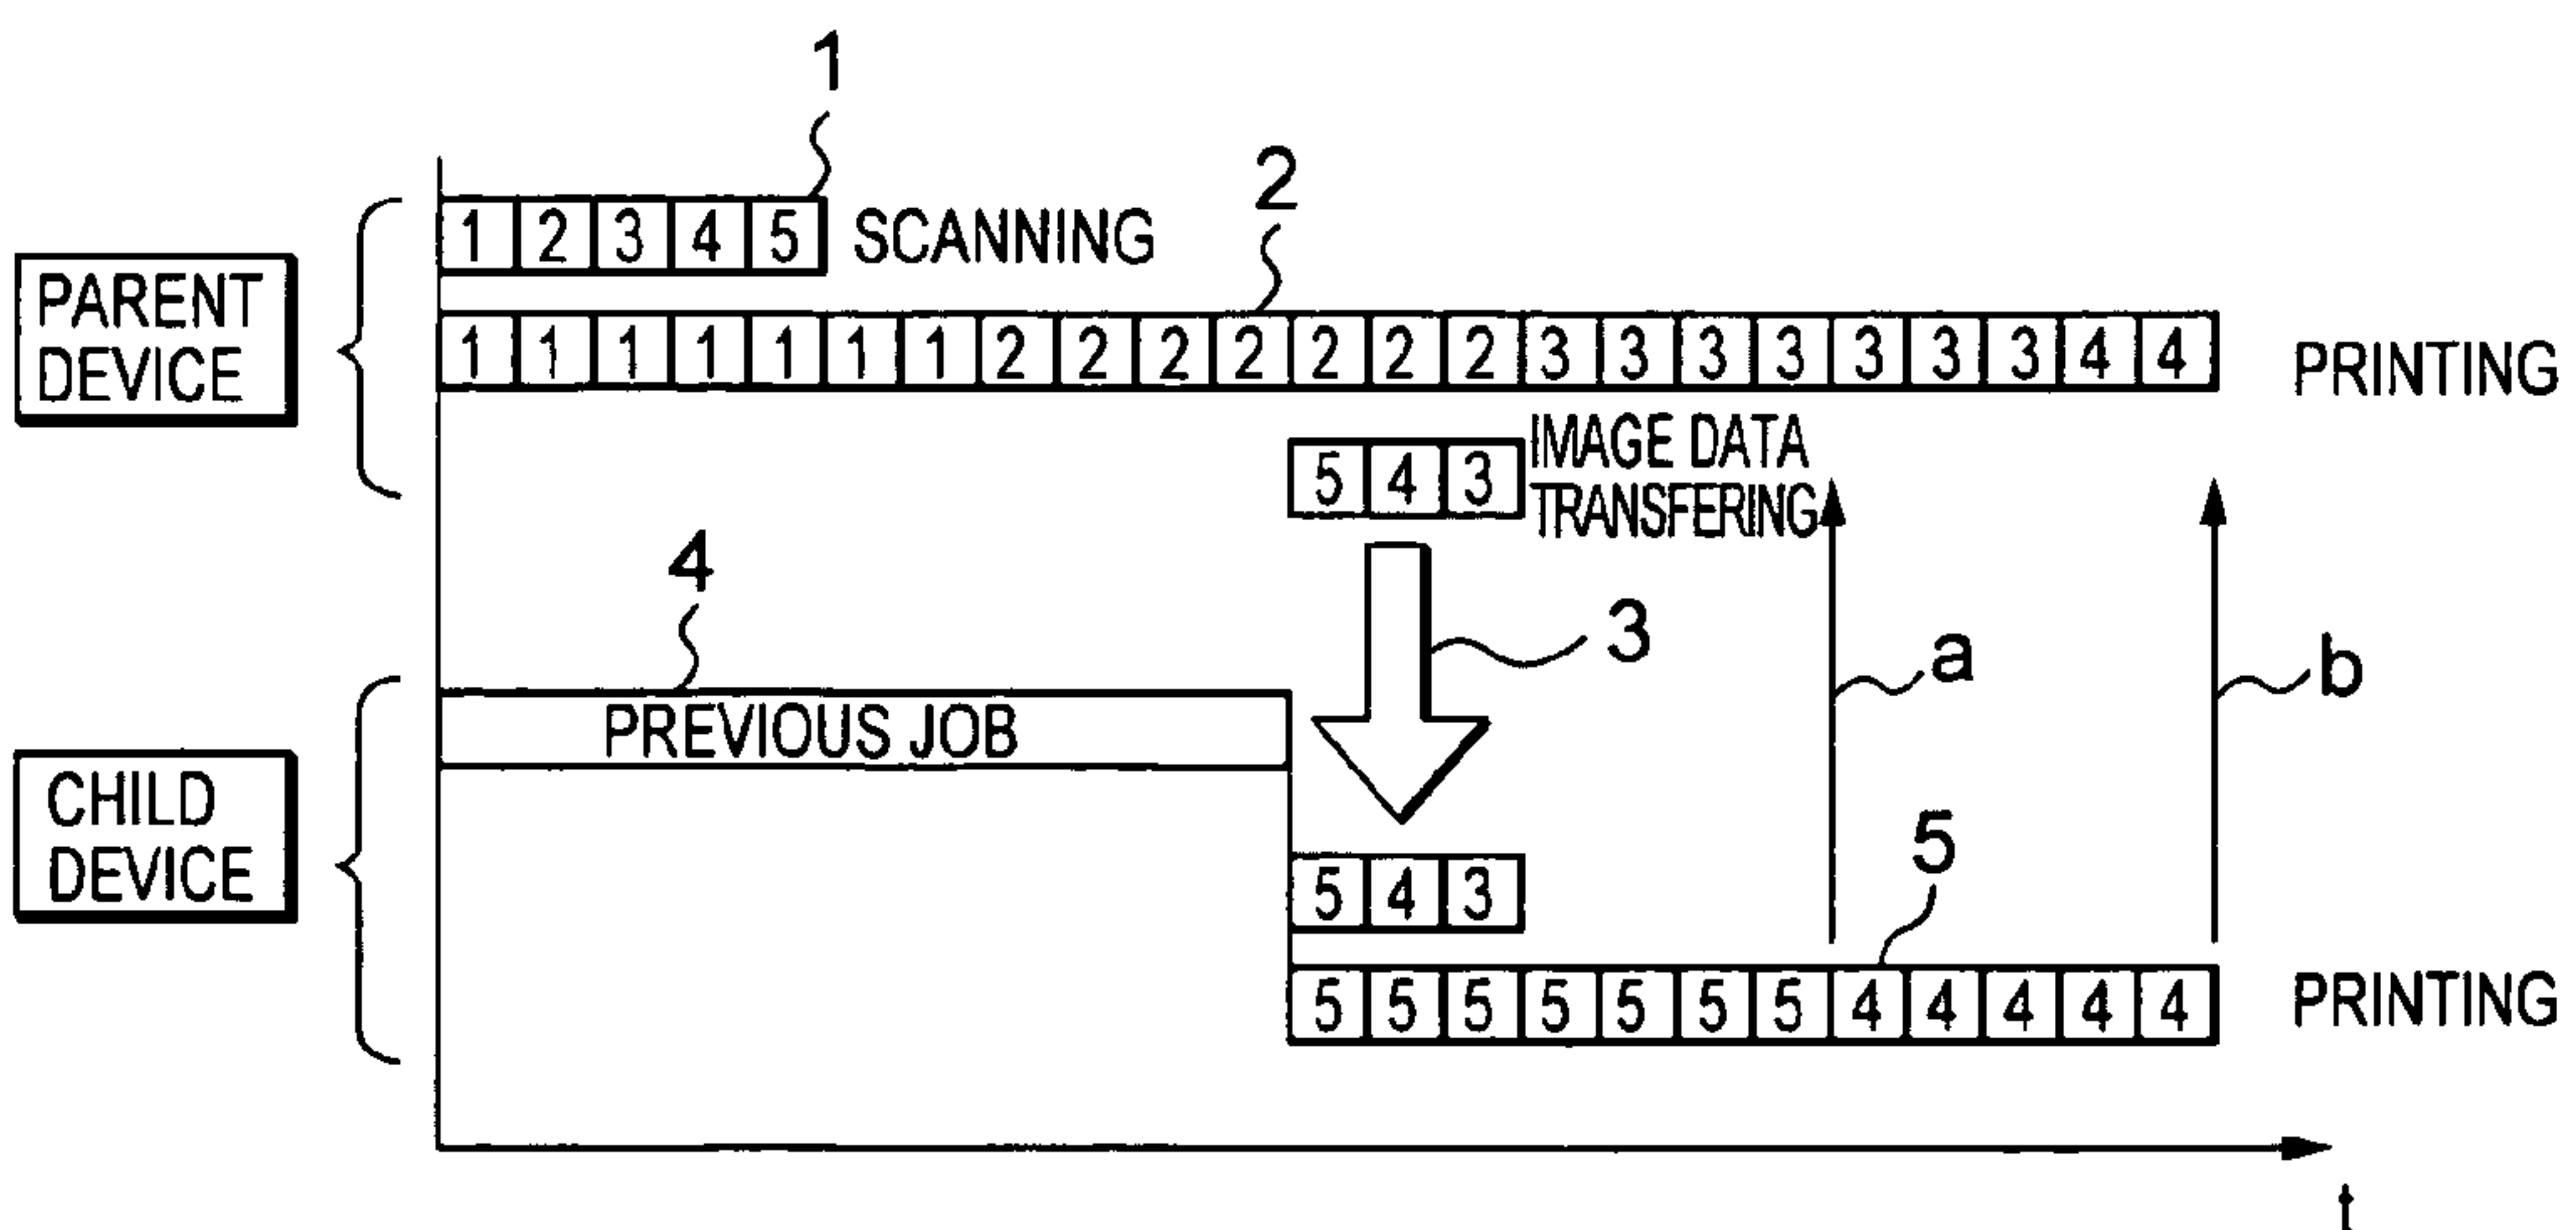 1
1 2 3 4 5 SCANNING
2
PARENT
DEVICE
1 1 1 1 1 1 1 2 2 2 2 2 2 2 3 3 3 3 3 3 3 4 4 PRINTING
5 4 3 IMAGE DATA
TRANSFERING
4
3
a
b
PREVIOUS JOB
CHILD
DEVICE
5 4 3
5
5 5 5 5 5 5 5 4 4 4 4 4 PRINTING
t